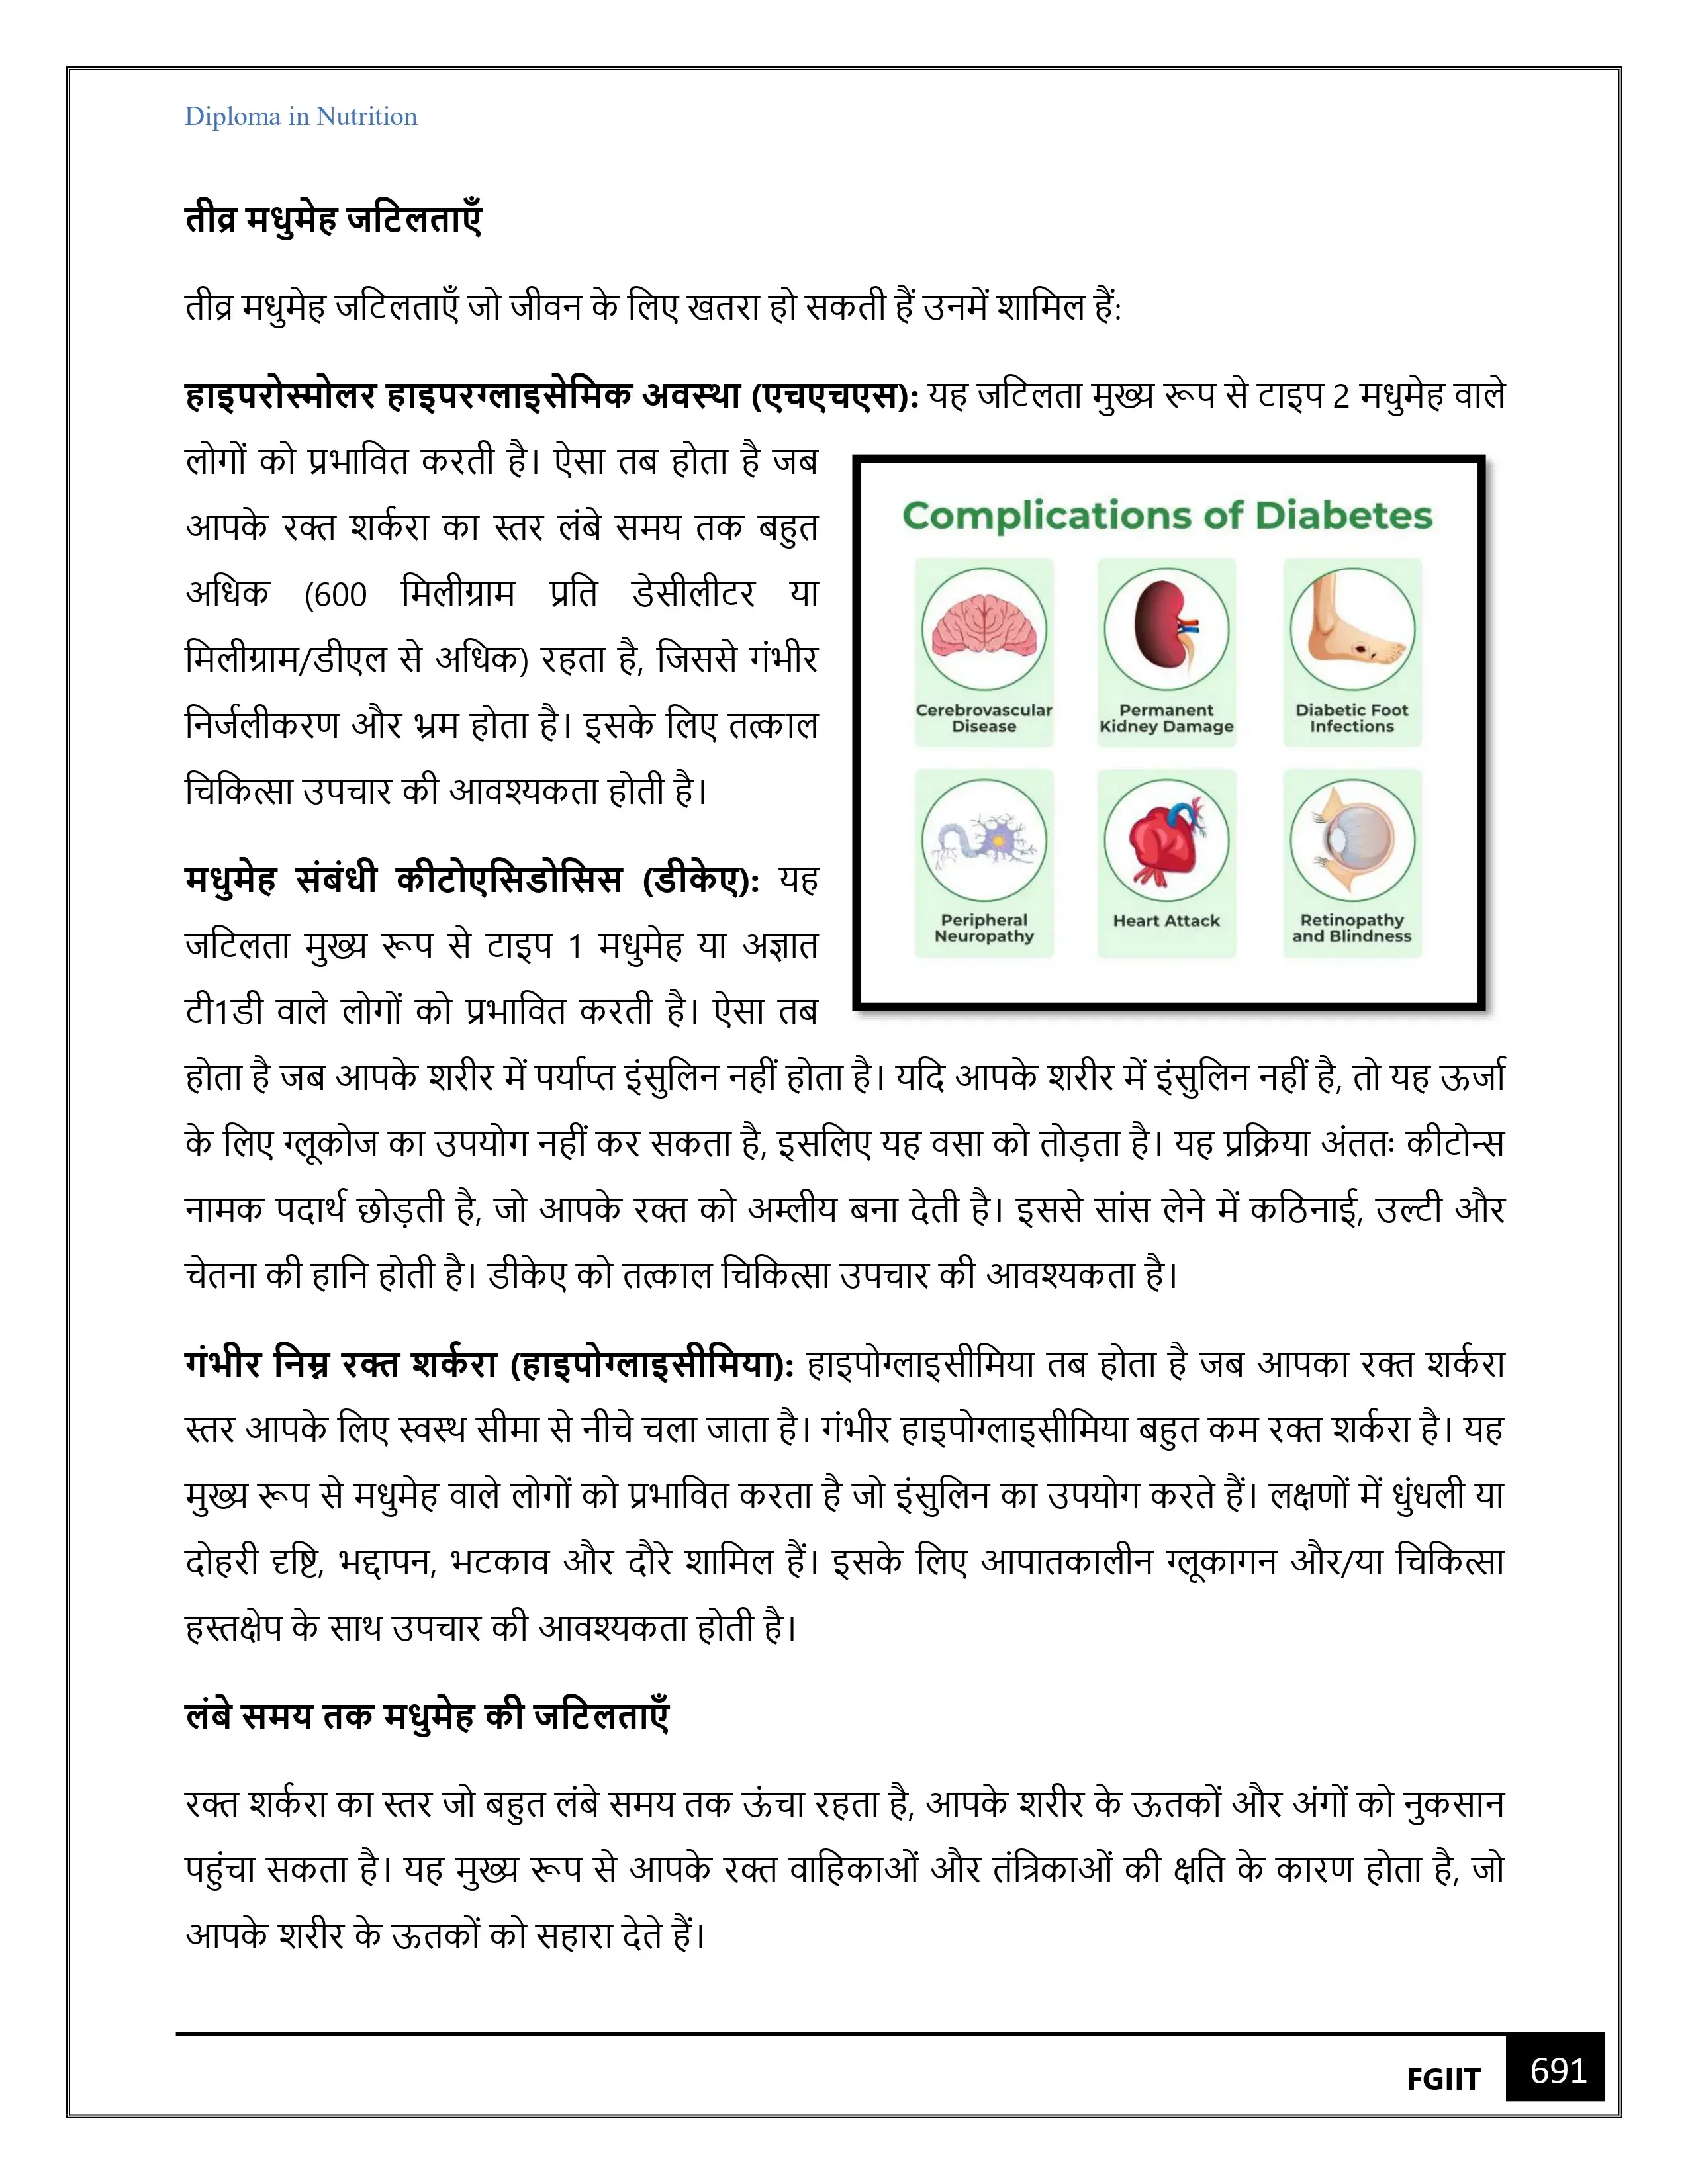 Diploma in Nutrition
तीव्र मधुमेह जटिलताएँ
तीव्र मधुमेह जटिलताएँ जो जीवन के लिए खतरा हो सकती हैं उनमें शामिल हैं:
हाइपरोस्मोलर हाइपरग्लाइसेमिक अवस्था (एचएचएस): यह जटिलता मुख्य रूप से टाइप 2 मधुमेह वाले
लोगों को प्रभावित करती है। ऐसा तब होता है जब
आपके रक्त शर्करा का स्तर लंबे समय तक बहुत
अधिक (600 मिलीग्राम प्रति डेसीलीटर या
मिलीग्राम/डीएल से अधिक) रहता है, जिससे गंभीर
निर्जलीकरण और भ्रम होता है। इसके लिए तत्काल
चिकित्सा उपचार की आवश्यकता होती है।
Complications of Diabetes
Cerebrovascular
Disease
Permanent
Kidney Damage
Diabetic Foot
Infections
Peripheral
Neuropathy
Heart Attack
Retinopathy
and Blindness
मधुमेह संबंधी कीटोएसिडोसिस (डीकेए): यह
जटिलता मुख्य रूप से टाइप 1 मधुमेह या अज्ञात
टी1डी वाले लोगों को प्रभावित करती है। ऐसा तब
होता है जब आपके शरीर में पर्याप्त इंसुलिन नहीं होता है। यदि आपके शरीर में इंसुलिन नहीं है, तो यह ऊर्जा
के लिए ग्लूकोज का उपयोग नहीं कर सकता है, इसलिए यह वसा को तोड़ता है। यह प्रक्रिया अंततः कीटोन्स
नामक पदार्थ छोड़ती है, जो आपके रक्त को अम्लीय बना देती है। इससे सांस लेने में कठिनाई, उल्टी और
चेतना की हानि होती है। डीकेए को तत्काल चिकित्सा उपचार की आवश्यकता है।
गंभीर निम्न रक्त शर्करा (हाइपोग्लाइसीमिया): हाइपोग्लाइसीमिया तब होता है जब आपका रक्त शर्करा
स्तर आपके लिए स्वस्थ सीमा से नीचे चला जाता है। गंभीर हाइपोग्लाइसीमिया बहुत कम रक्त शर्करा है। यह
मुख्य रूप से मधुमेह वाले लोगों को प्रभावित करता है जो इंसुलिन का उपयोग करते हैं। लक्षणों में धुंधली या
दोहरी दृष्टि, भद्दापन, भटकाव और दौरे शामिल हैं। इसके लिए आपातकालीन ग्लूकागन और/या चिकित्सा
हस्तक्षेप के साथ उपचार की आवश्यकता होती है।
लंबे समय तक मधुमेह की जटिलताएँ
रक्त शर्करा का स्तर जो बहुत लंबे समय तक ऊंचा रहता है, आपके शरीर के ऊतकों और अंगों को नुकसान
पहुंचा सकता है। यह मुख्य रूप से आपके रक्त वाहिकाओं और तंत्रिकाओं की क्षति के कारण होता है, जो
आपके शरीर के ऊतकों को सहारा देते हैं।
FGIIT 691